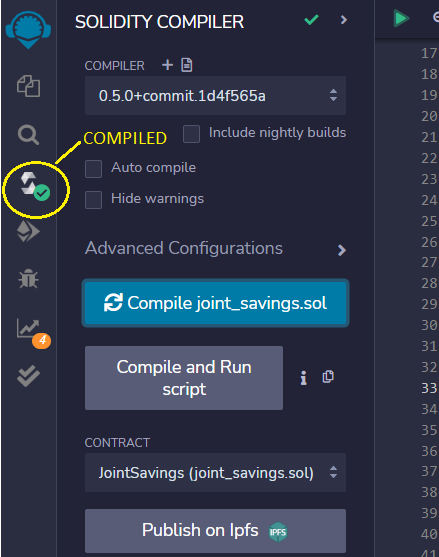 SOLIDITY COMPILER
COMPILER
0.5.0+commit.1d4f565a
COMPILED
Include nightly builds
Auto compile
Hide warnings
Advanced Configurations
Compile joint_savings.sol
4
Compile and Run
script
CONTRACT
JointSavings (joint_savings.sol)
Publish on Ipfs
IPFS
17
18
19
20
21
22
23
24
25
26
27
28
29
30
31
32
33
34
35
36
37
38
39
40
41